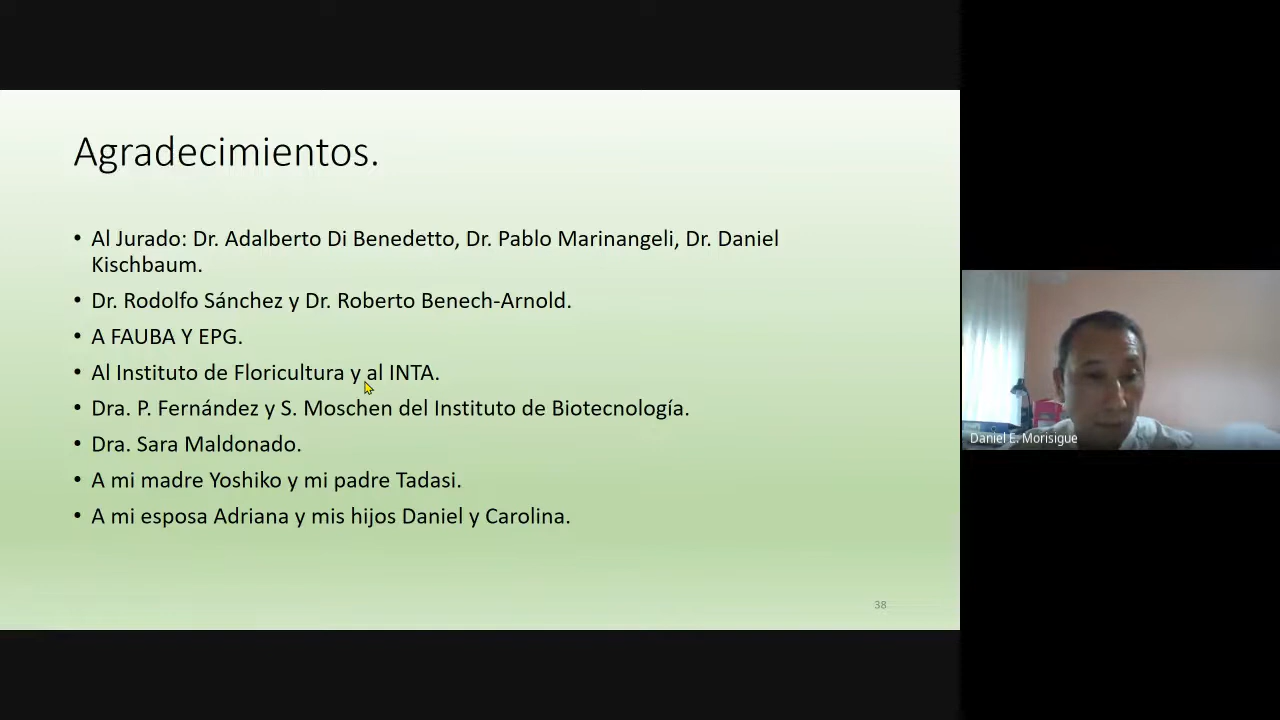 Agradecimientos.
• Al Jurado: Dr. Adalberto Di Benedetto, Dr. Pablo Marinangeli, Dr. Daniel
Kischbaum.
• Dr. Rodolfo Sánchez y Dr. Roberto Benech-Arnold.
• A FAUBA Y EPG.
• Al Instituto de Floricultura y al INTA.
• Dra. P. Fernández y S. Moschen del Instituto de Biotecnología.
• Dra. Sara Maldonado.
• A mi madre Yoshiko y mi padre Tadasi.
• A mi esposa Adriana y mis hijos Daniel y Carolina.
38
Daniel E. Morisigue